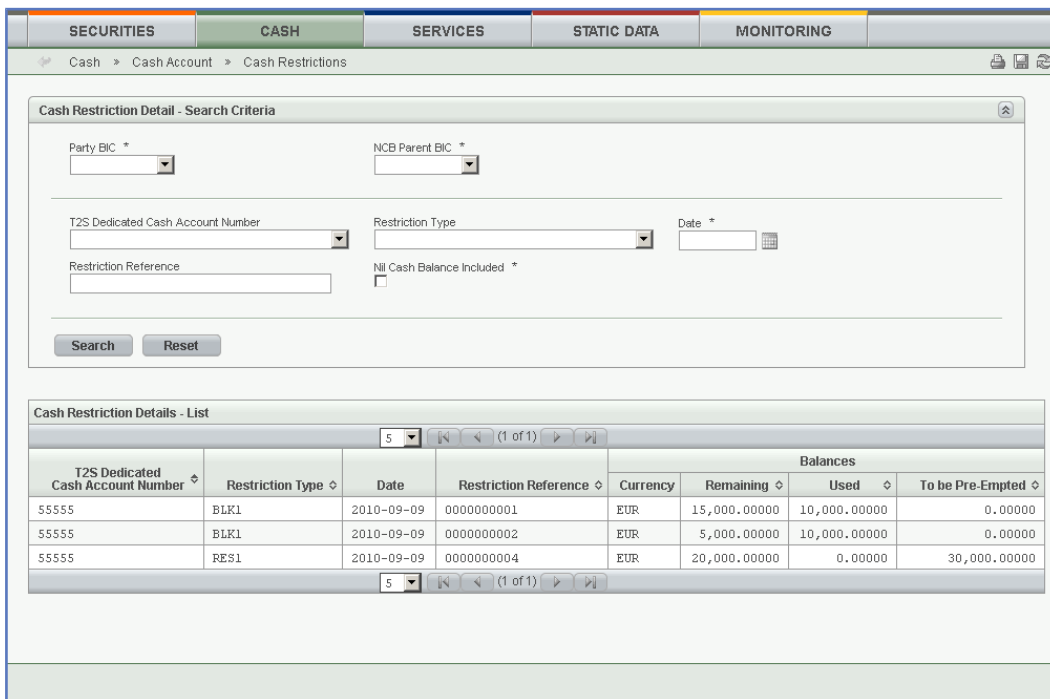 SECURITIES CASH SERVICES STATIC DATA MONITORING
Cash » Cash Account » Cash Restrictions
Cash Restriction Detail - Search Criteria
Party BIC * NCB Parent BIC *
T2S Dedicated Cash Account Number Restriction Type Date *
Restriction Reference Nil Cash Balance Included *
Search Reset
Cash Restriction Details - List
5 (1 of 1)
Balances
T2S Dedicated
Cash Account Number Restriction Type Date Restriction Reference Currency Remaining Used To be Pre-Empted
55555 BLK1 2010-09-09 0000000001 EUR 15,000.00000 10,000.00000 0.00000
55555 BLK1 2010-09-09 0000000002 EUR 5,000.00000 10,000.00000 0.00000
55555 RES1 2010-09-09 0000000004 EUR 20,000.00000 0.00000 30,000.00000
5 (1 of 1)